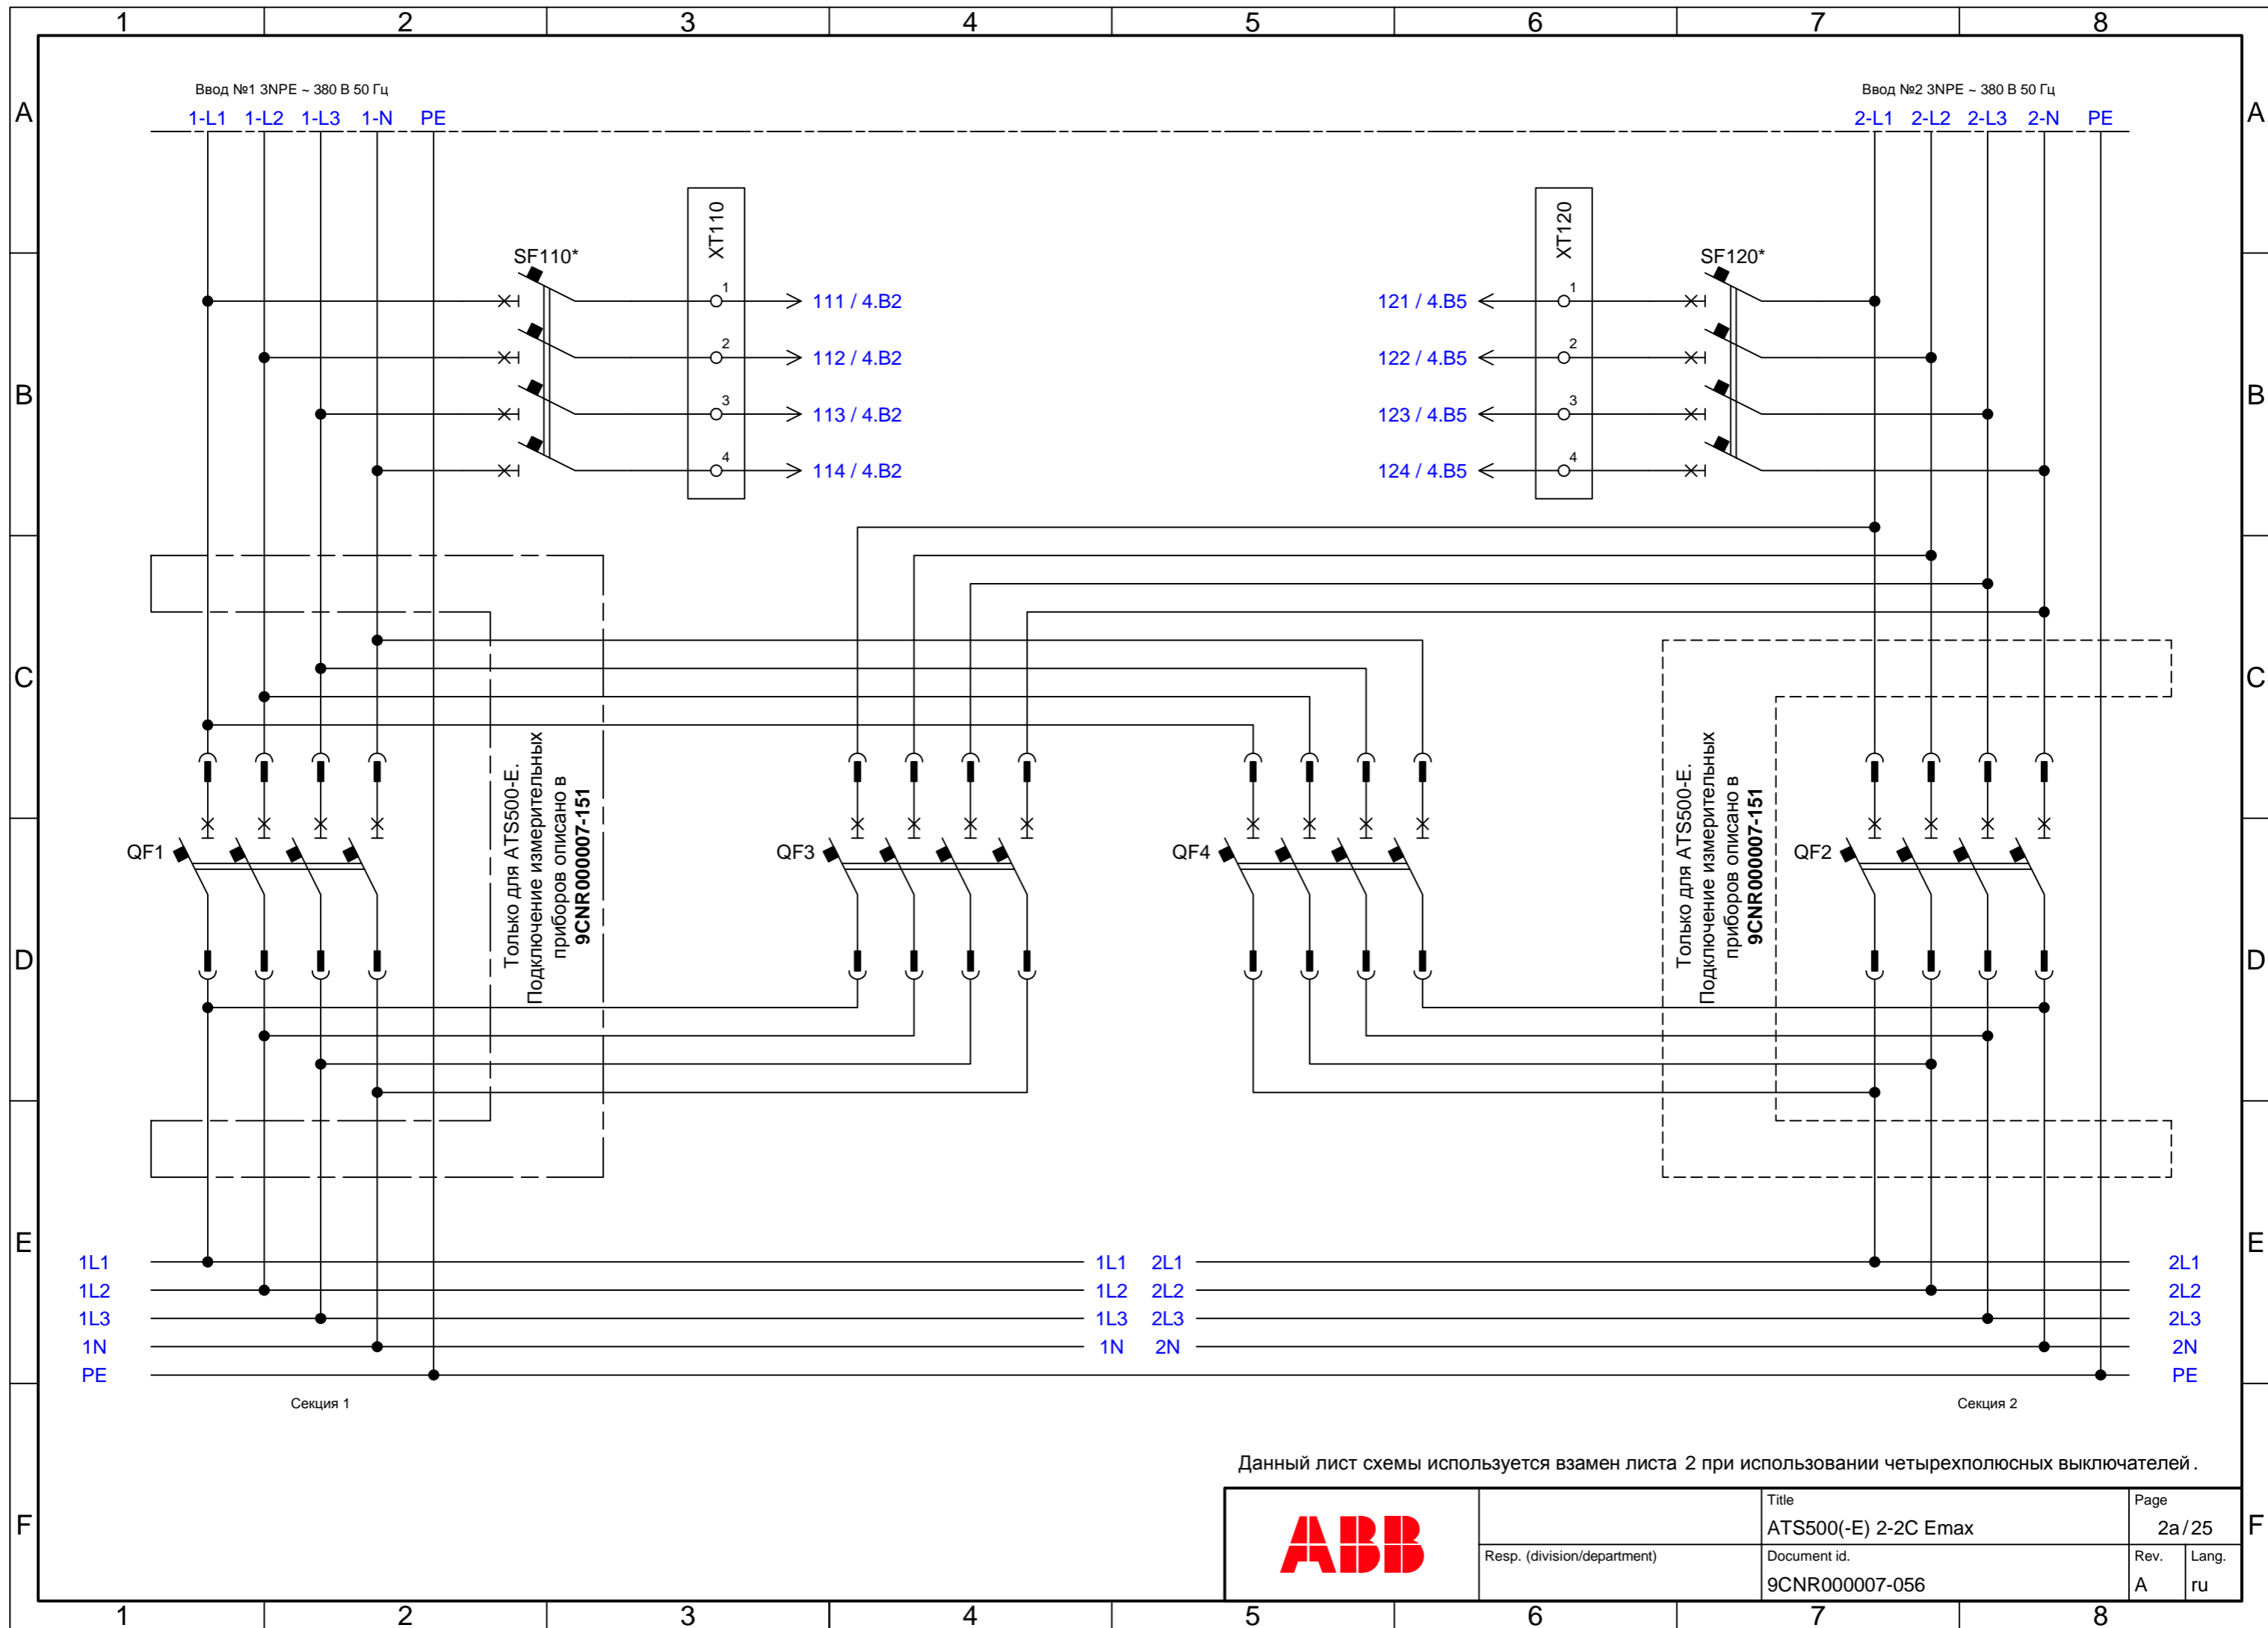 1 2 3 4 5 6 7 8
A A
B B
C C
D D
E E
F F
Ввод №1 3NPE ~ 380 В 50 Гц
1-L1 1-L2 1-L3 1-N PE
Ввод №2 3NPE ~ 380 В 50 Гц
2-L1 2-L2 2-L3 2-N PE
SF110*
XT110
1
111 / 4.B2
2
112 / 4.B2
3
113 / 4.B2
4
114 / 4.B2
XT120
SF120*
121 / 4.B5
1
122 / 4.B5
2
123 / 4.B5
3
124 / 4.B5
4
QF1
Только для ATS500-E.
Подключение измерительных
приборов описано в
9CNR000007-151
QF3
QF4
Только для ATS500-E.
Подключение измерительных
приборов описано в
9CNR000007-151
QF2
1L1 1L1 2L1 2L1
1L2 1L2 2L2 2L2
1L3 1L3 2L3 2L3
1N 1N 2N 2N
PE PE
Секция 1
Секция 2
Данный лист схемы используется взамен листа 2 при использовании четырехполюсных выключателей.
ABB
Title
ATS500(-E) 2-2C Emax
Page
2a/25
Resp. (division/department)
Document id.
9CNR000007-056
Rev.
A
Lang.
ru
1 2 3 4 5 6 7 8